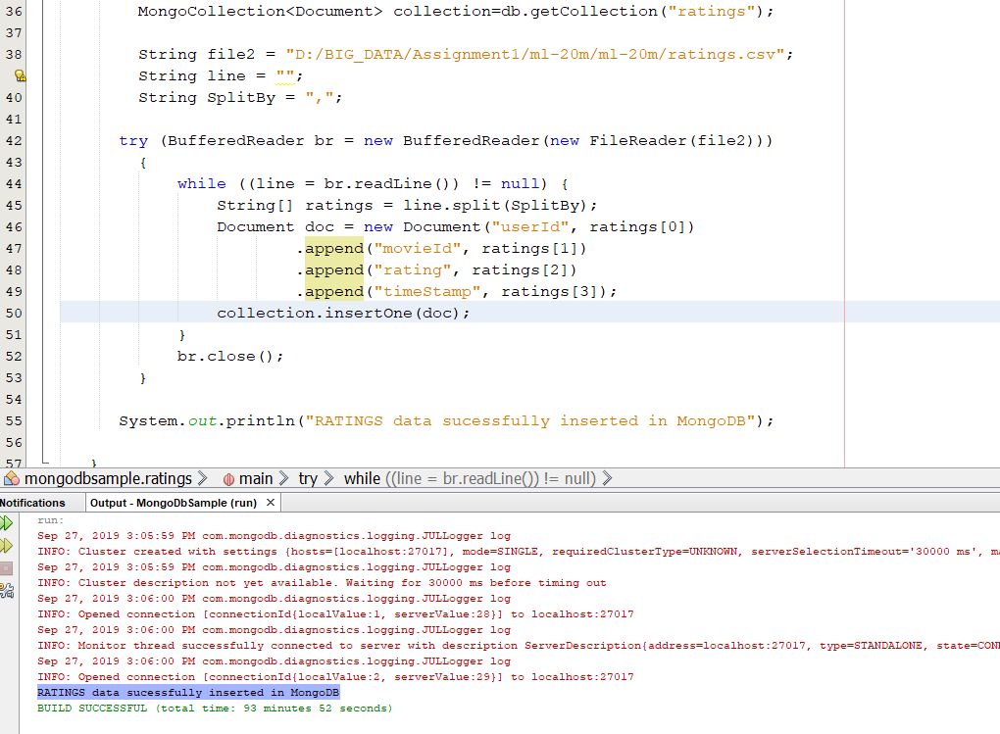 36 MongoCollection<Document> collection=db.getCollection("ratings");
37
38 String file2 = "D:/BIG_DATA/Assignment1/ml-20m/ml-20m/ratings.csv";
String line = "";
40 String SplitBy = ",";
41
42 try (BufferedReader br = new BufferedReader(new FileReader(file2)))
43 {
44 while ((line = br.readLine()) != null) {
45 String[] ratings = line.split(SplitBy);
46 Document doc = new Document("userId", ratings[0])
47 .append("movieId", ratings[1])
48 .append("rating", ratings[2])
49 .append("timeStamp", ratings[3]);
50 collection.insertOne(doc);
51 }
52 br.close();
53 }
54
55 System.out.println("RATINGS data sucessfully inserted in MongoDB");
56
57 }
mongodbsample.ratings main try while ((line = br.readLine()) != null)
Notifications Output - MongoDbSample (run) ×
run:
Sep 27, 2019 3:05:59 PM com.mongodb.diagnostics.logging.JULLogger log
INFO: Cluster created with settings {hosts=[localhost:27017], mode=SINGLE, requiredClusterType=UNKNOWN, serverSelectionTimeout='30000 ms', ma
Sep 27, 2019 3:05:59 PM com.mongodb.diagnostics.logging.JULLogger log
INFO: Cluster description not yet available. Waiting for 30000 ms before timing out
Sep 27, 2019 3:06:00 PM com.mongodb.diagnostics.logging.JULLogger log
INFO: Opened connection [connectionId{localValue:1, serverValue:28}] to localhost:27017
Sep 27, 2019 3:06:00 PM com.mongodb.diagnostics.logging.JULLogger log
INFO: Monitor thread successfully connected to server with description ServerDescription{address=localhost:27017, type=STANDALONE, state=CONN
Sep 27, 2019 3:06:00 PM com.mongodb.diagnostics.logging.JULLogger log
INFO: Opened connection [connectionId{localValue:2, serverValue:29}] to localhost:27017
RATINGS data sucessfully inserted in MongoDB
BUILD SUCCESSFUL (total time: 93 minutes 52 seconds)